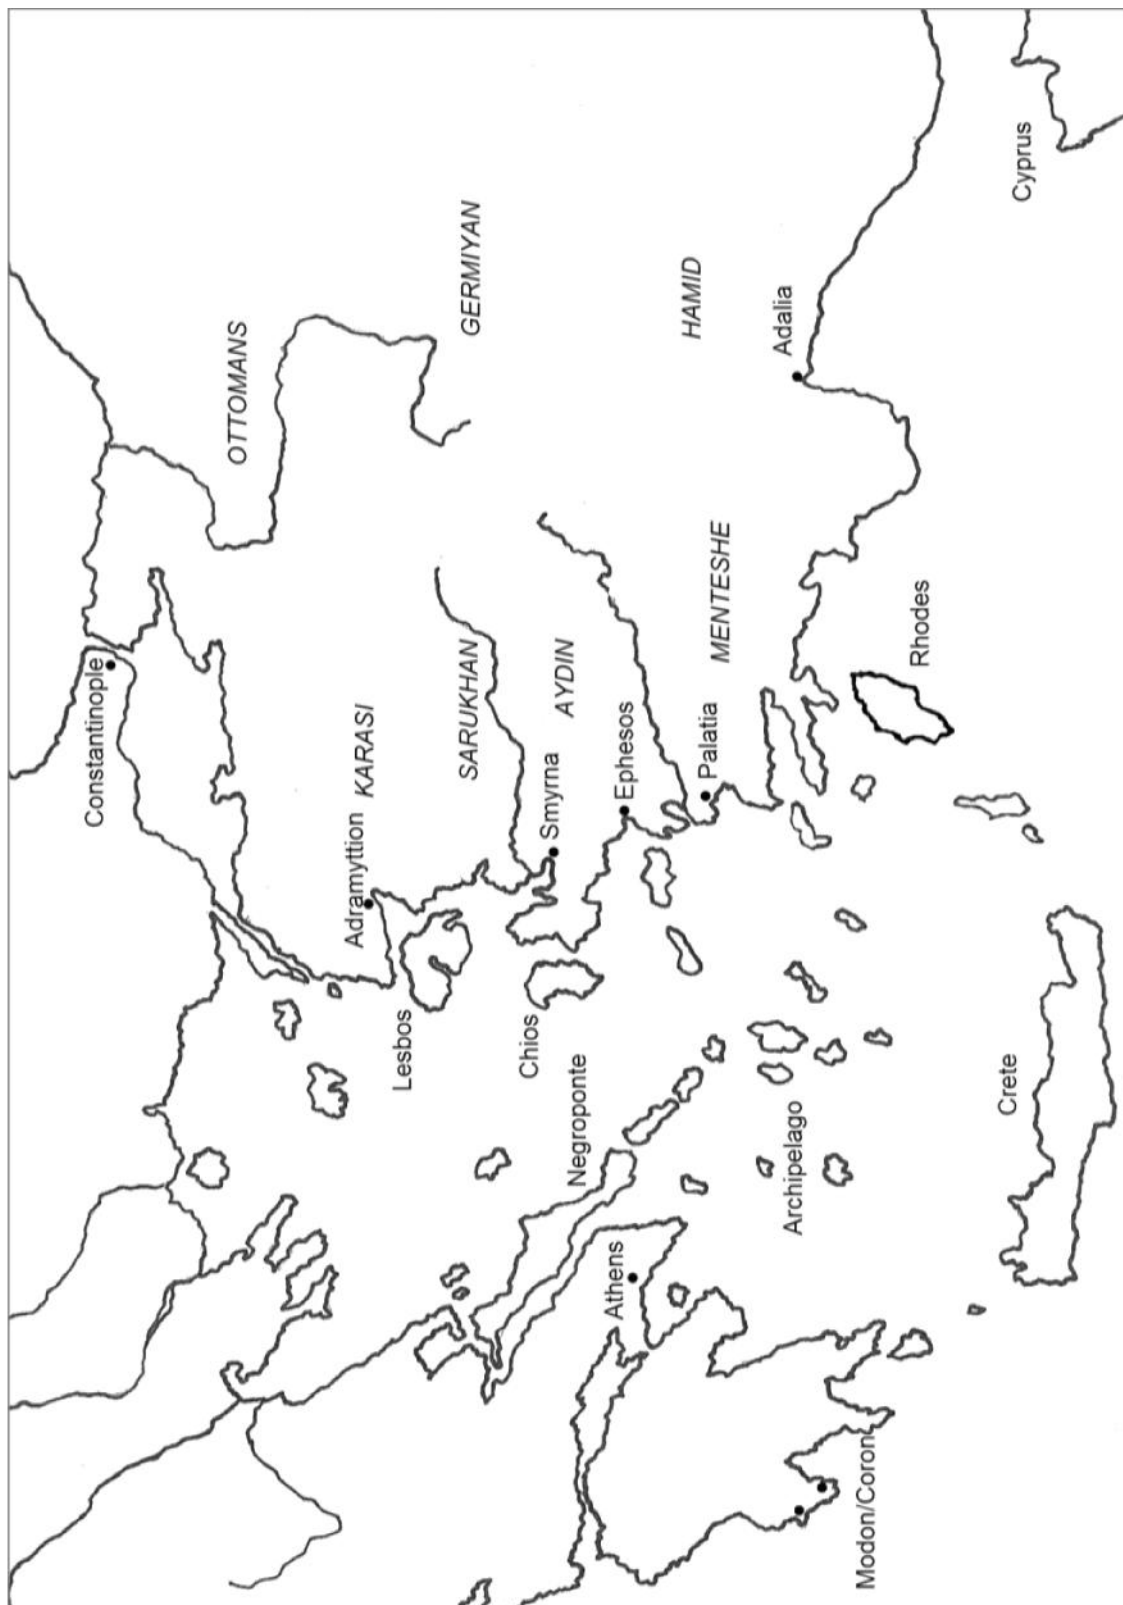 Constantinople
OTTOMANS
GERMIYAN
HAMID
Adalia
Cyprus
Adramyttion
KARASI
SARUKHAN
AYDIN
MENTESHE
Smyrna
Ephesos
Palatia
Rhodes
Lesbos
Chios
Negroponte
Athens
Archipelago
Crete
Modon/Coron